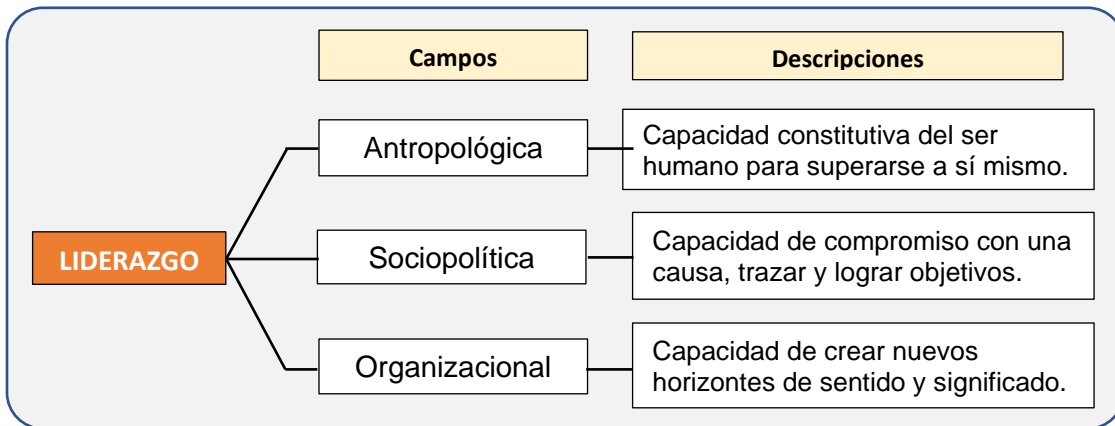 Campos
Descripciones
Antropológica
Capacidad constitutiva del ser
humano para superarse a sí mismo.
LIDERAZGO
Sociopolítica
Capacidad de compromiso con una
causa, trazar y lograr objetivos.
Organizacional
Capacidad de crear nuevos
horizontes de sentido y significado.